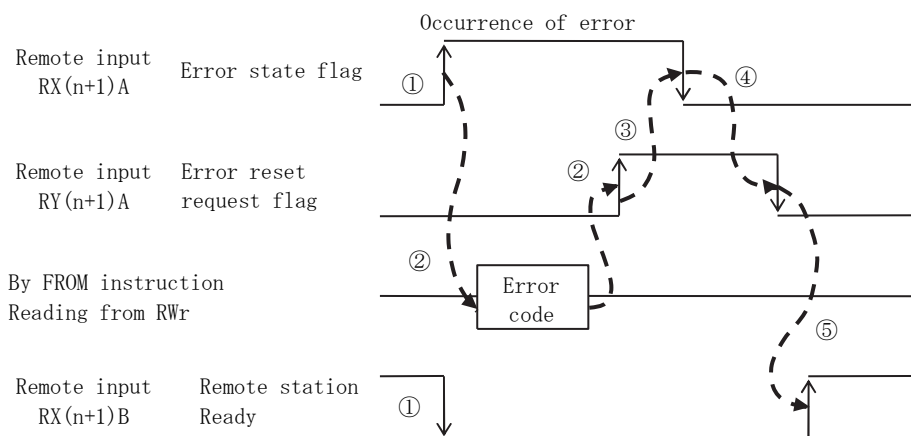 Occurrence of error
Remote input
RX(n+1)A
Error state flag
①
④
③
Remote input
RY(n+1)A
Error reset
request flag
②
②
By FROM instruction
Reading from RWr
Error
code
⑤
Remote input
RX(n+1)B
Remote station
Ready
①